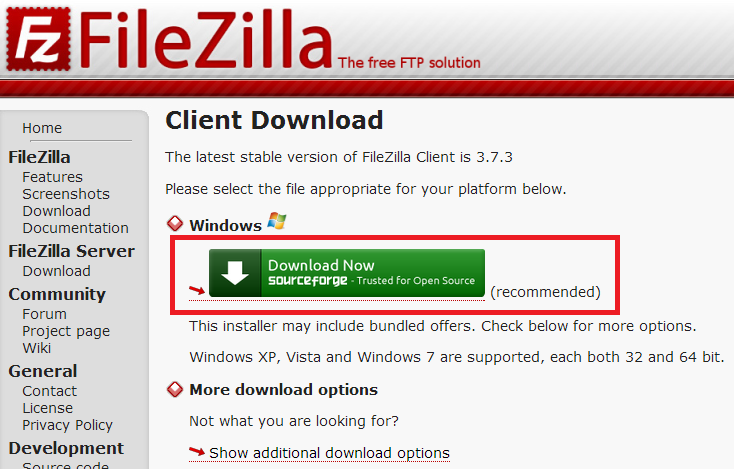 Fz FileZilla The free FTP solution
Home
FileZilla
Features
Screenshots
Download
Documentation
FileZilla Server
Download
Community
Forum
Project page
Wiki
General
Contact
License
Privacy Policy
Development
Source code
Client Download
The latest stable version of FileZilla Client is 3.7.3
Please select the file appropriate for your platform below.
Windows
Download Now
sourceforge - Trusted for Open Source
(recommended)
This installer may include bundled offers. Check below for more options.
Windows XP, Vista and Windows 7 are supported, each both 32 and 64 bit.
More download options
Not what you are looking for?
Show additional download options